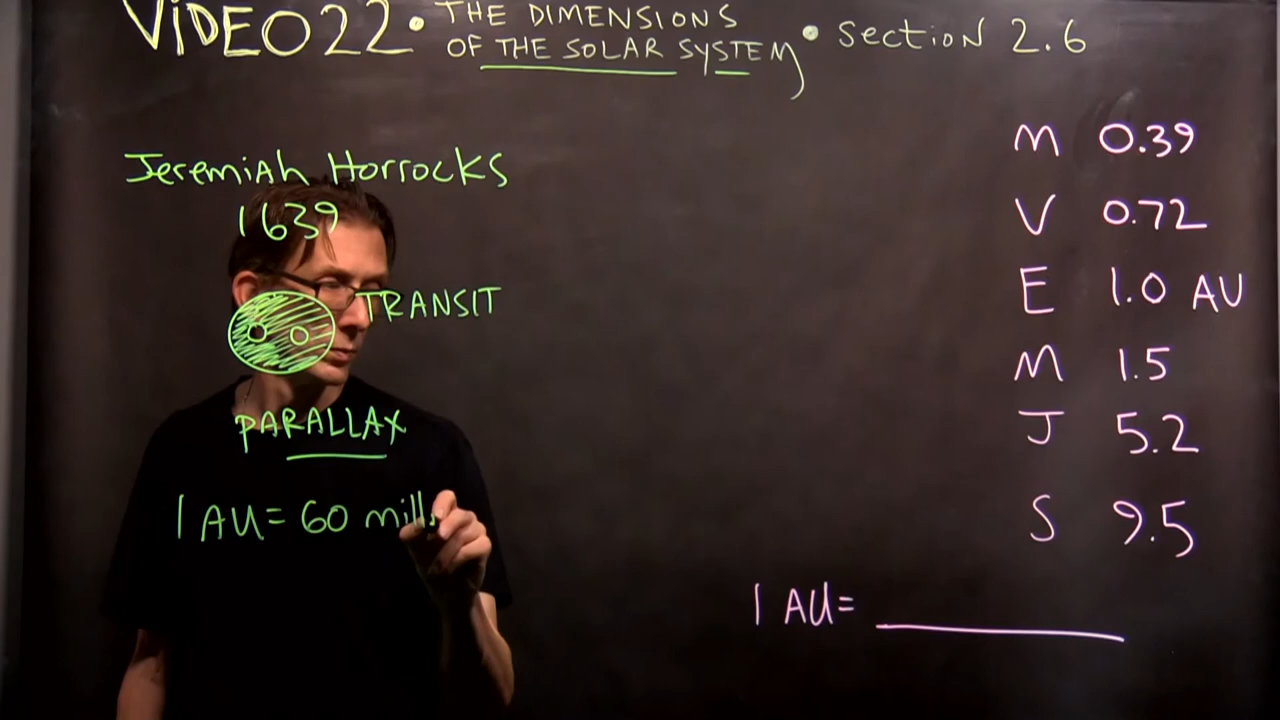 VIDEO 22 • THE DIMENSIONS
OF THE SOLAR SYSTEM • SECTION 2.6
Jeremiah Horrocks
1639
TRANSIT
PARALLAX
1 AU = 60 mill
M 0.39
V 0.72
E 1.0 AU
M 1.5
J 5.2
S 9.5
1 AU =